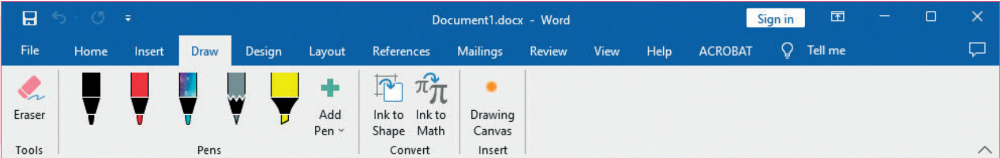 Document1.docx - Word
Sign in
File Home Insert Draw Design Layout References Mailings Review View Help ACROBAT Tell me
Eraser
Add
Pen
Ink to
Shape
Ink to
Math
Drawing
Canvas
Tools
Pens
Convert
Insert